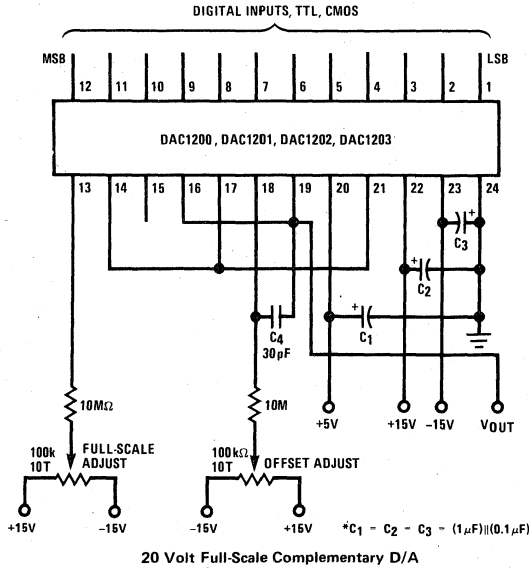 DIGITAL INPUTS, TTL, CMOS
MSB LSB
12 11 10 9 8 7 6 5 4 3 2 1
DAC1200, DAC1201, DAC1202, DAC1203
13 14 15 16 17 18 19 20 21 22 23 24
+
C3
+
C2
+
C1
C4
30pF
10MΩ
10M
+5V +15V -15V VOUT
100k
10T
FULL-SCALE
ADJUST
100kΩ
10T
OFFSET ADJUST
+15V -15V -15V +15V
*C1 = C2 = C3 = (1μF)||(0.1μF)
20 Volt Full-Scale Complementary D/A